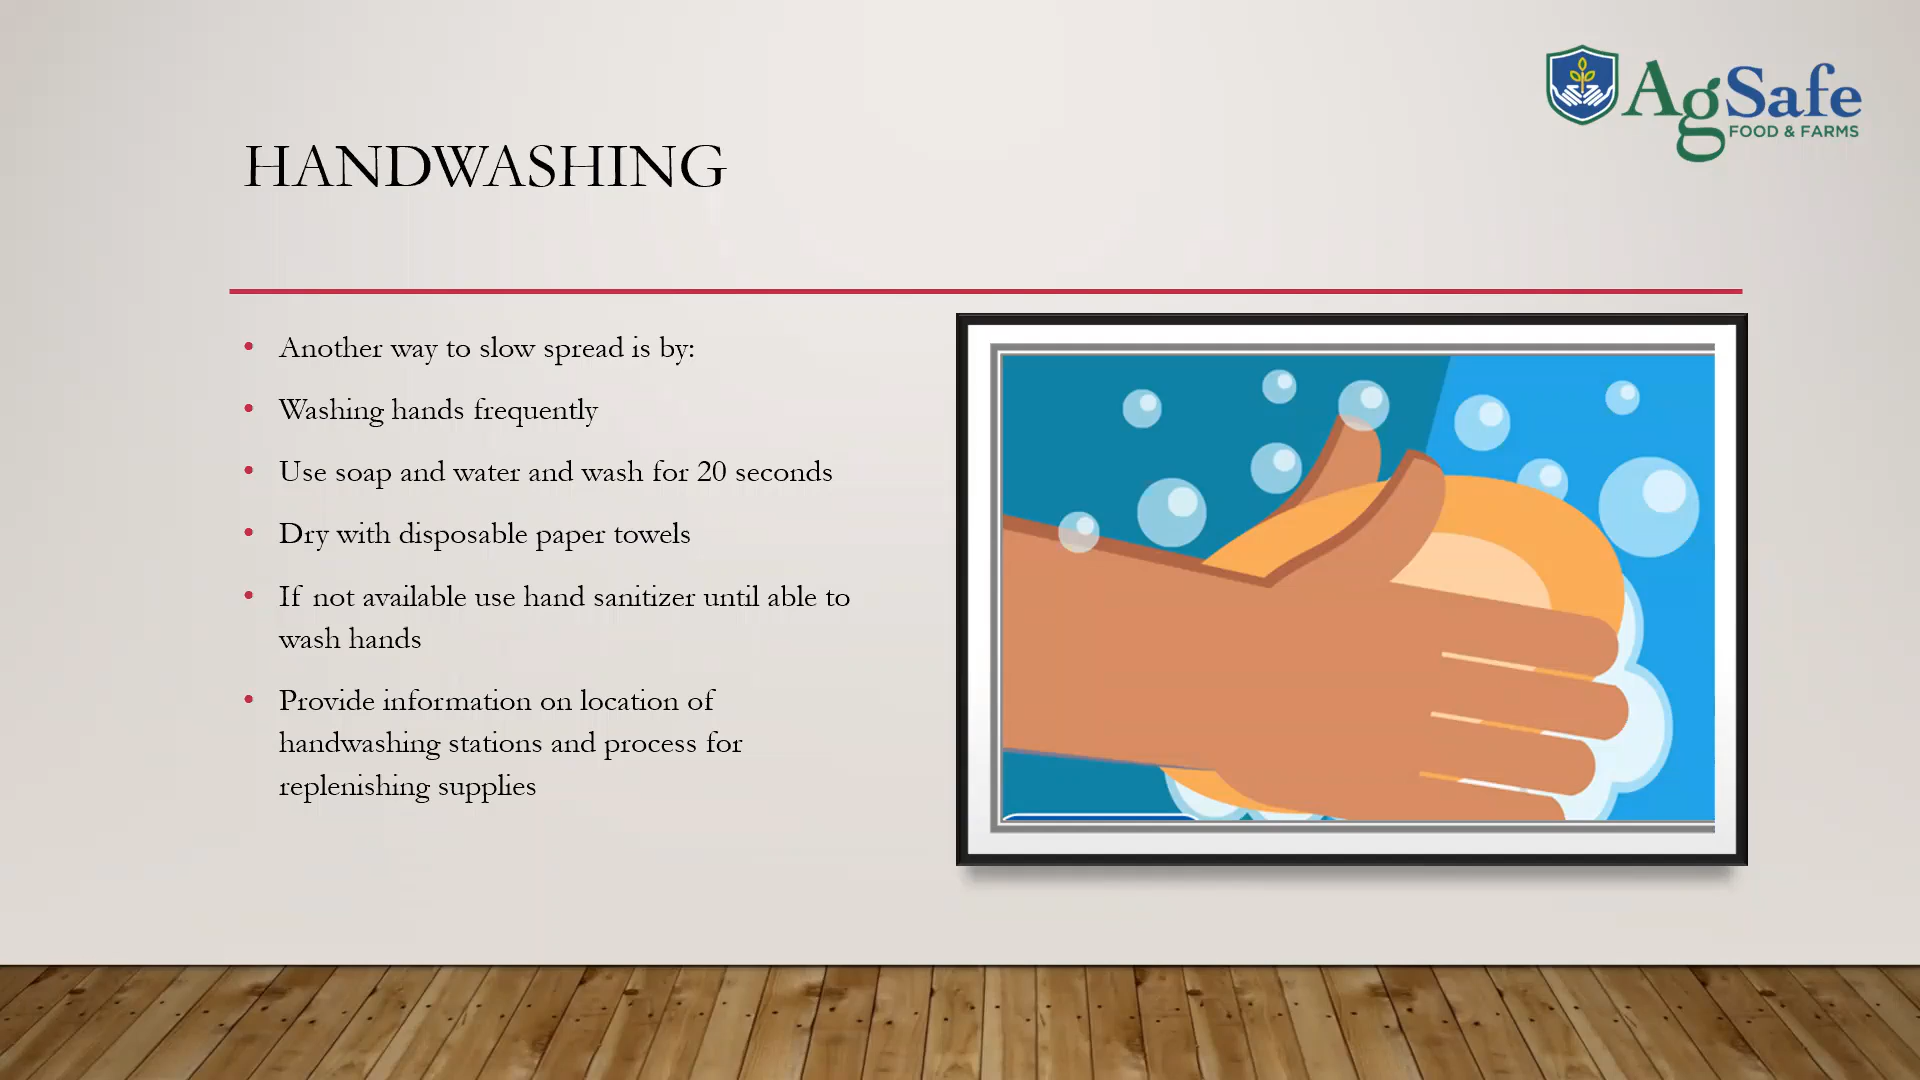 AgSafe
FOOD & FARMS
HANDWASHING
• Another way to slow spread is by:
• Washing hands frequently
• Use soap and water and wash for 20 seconds
• Dry with disposable paper towels
• If not available use hand sanitizer until able to
wash hands
• Provide information on location of
handwashing stations and process for
replenishing supplies